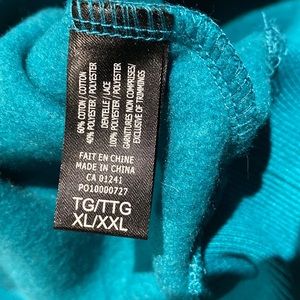 60% COTON / COTTON
40% POLYESTER / POLYESTER
DENTELLE / LACE
100% POLYESTER / POLYESTER
GARNITURES NON COMPRISES/
EXCLUSIVE OF TRIMMINGS
FAIT EN CHINE
MADE IN CHINA
CA 01241
PO10000727
TG/TTG
XL/XXL